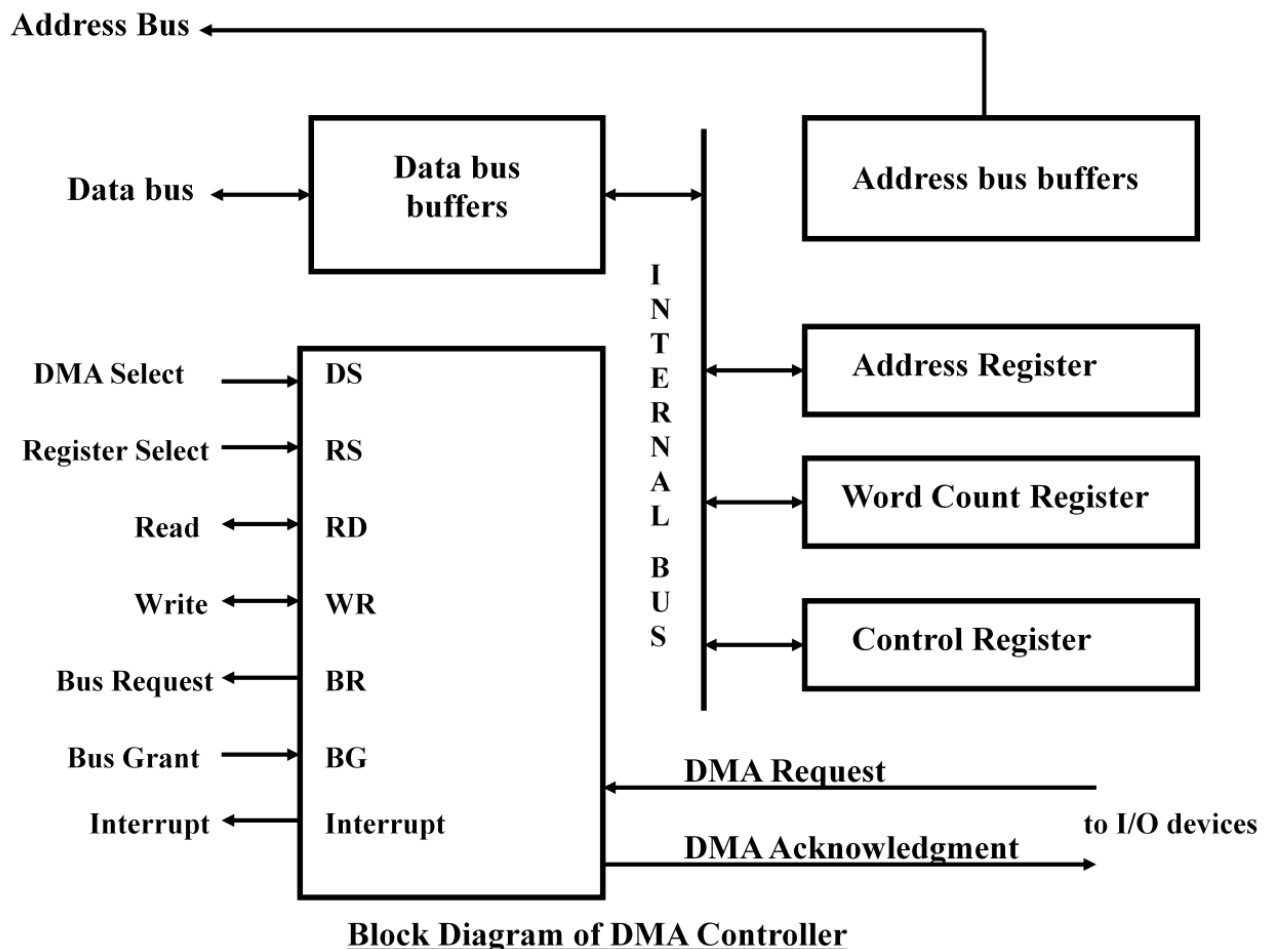 Address Bus
Data bus
Data bus
buffers
Address bus buffers
INTERNAL BUS
Address Register
Word Count Register
Control Register
DMA Select
DS
Register Select
RS
Read
RD
Write
WR
Bus Request
BR
Bus Grant
BG
Interrupt
Interrupt
DMA Request
to I/O devices
DMA Acknowledgment
Block Diagram of DMA Controller